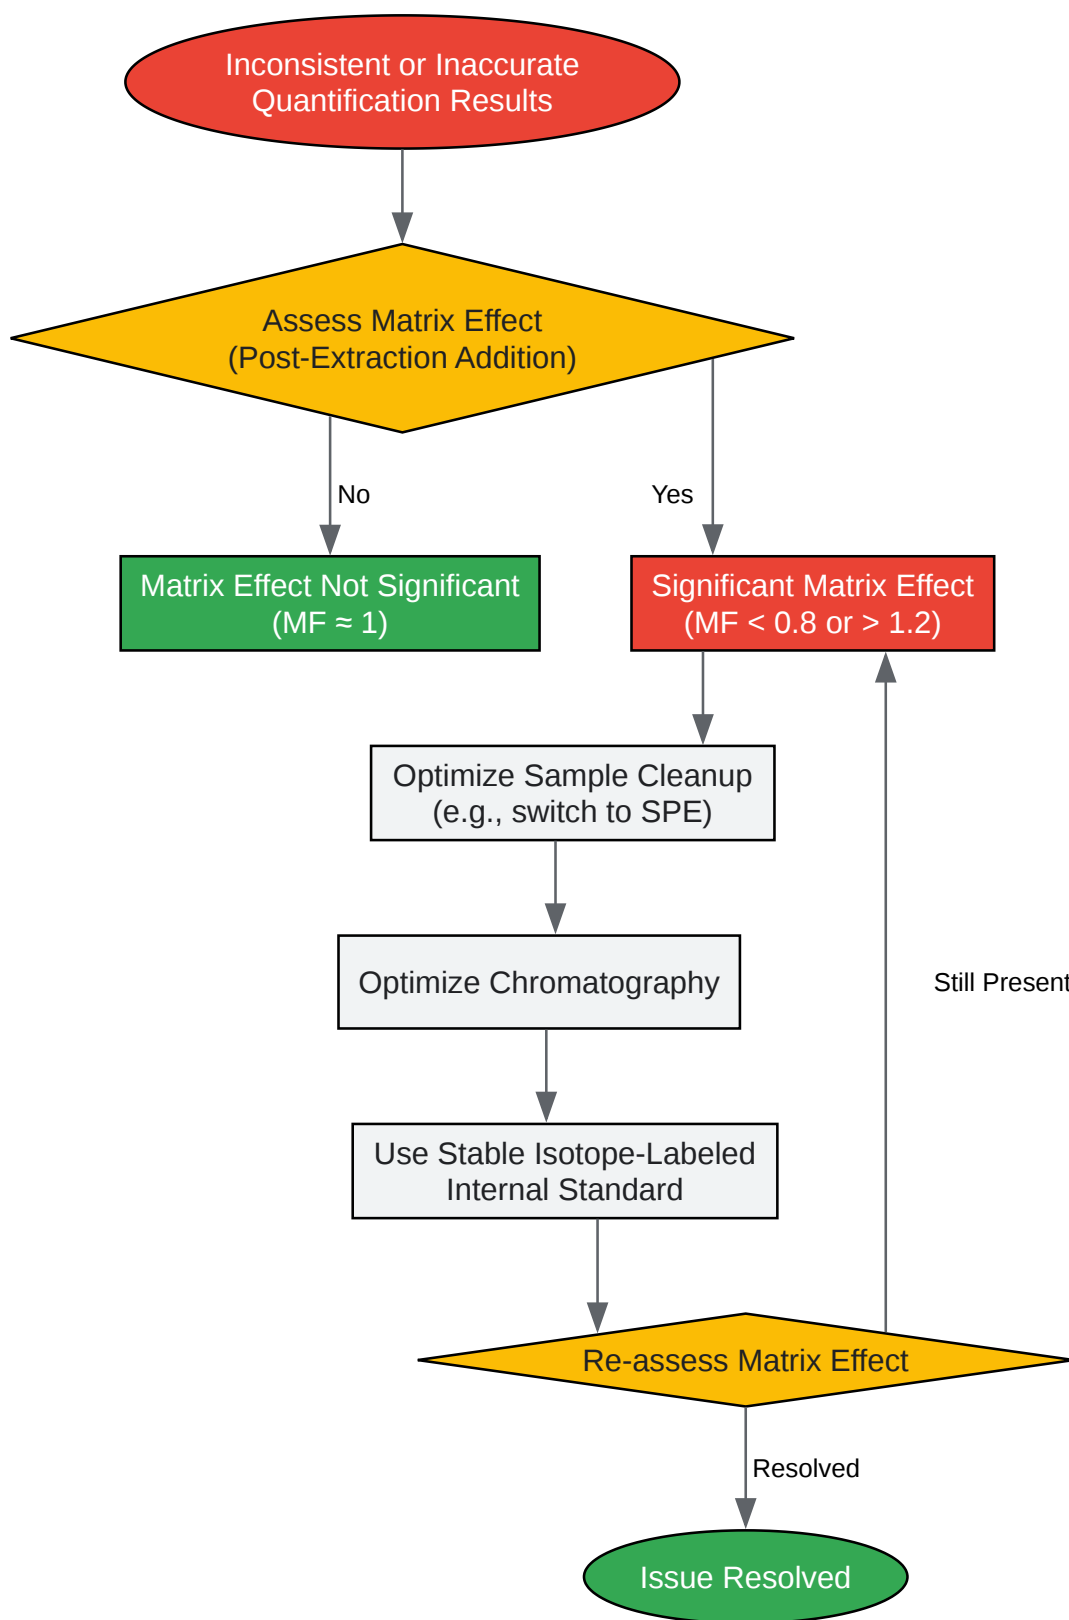 Inconsistent or Inaccurate
Quantification Results
Assess Matrix Effect
(Post-Extraction Addition)
No
Yes
Matrix Effect Not Significant
(MF ≈ 1)
Significant Matrix Effect
(MF < 0.8 or > 1.2)
Optimize Sample Cleanup
(e.g., switch to SPE)
Optimize Chromatography
Still Present
Use Stable Isotope-Labeled
Internal Standard
Re-assess Matrix Effect
Resolved
Issue Resolved